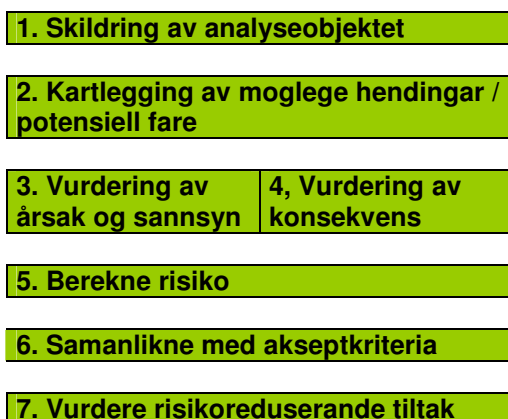 1. Skildring av analyseobjektet
2. Kartlegging av moglege hendingar /
potensiell fare
3. Vurdering av
årsak og sannsyn
4, Vurdering av
konsekvens
5. Berekne risiko
6. Samanlikne med akseptkriteria
7. Vurdere risikoreduserande tiltak